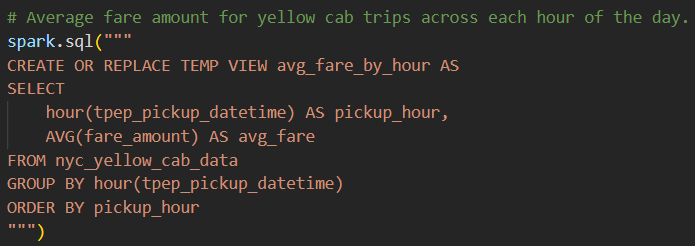 # Average fare amount for yellow cab trips across each hour of the day.
spark.sql("""
CREATE OR REPLACE TEMP VIEW avg_fare_by_hour AS
SELECT
    hour(tpep_pickup_datetime) AS pickup_hour,
    AVG(fare_amount) AS avg_fare
FROM nyc_yellow_cab_data
GROUP BY hour(tpep_pickup_datetime)
ORDER BY pickup_hour
""")